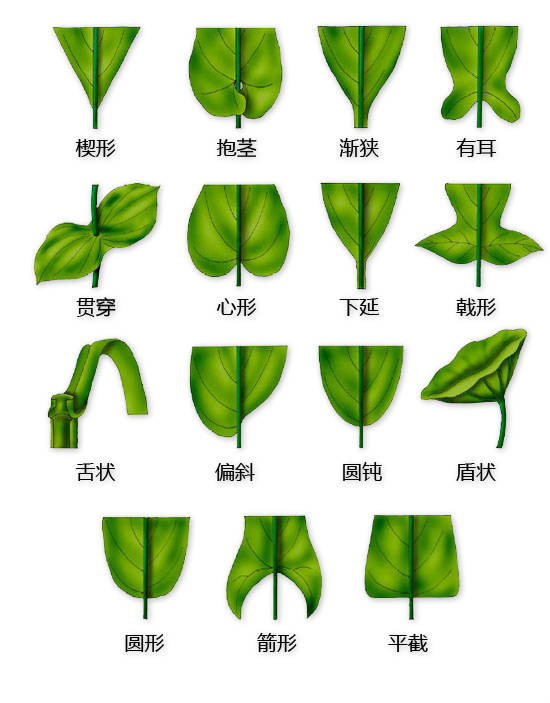 楔形 抱茎 渐狭 有耳
贯穿 心形 下延 戟形
舌状 偏斜 圆钝 盾状
圆形 箭形 平截